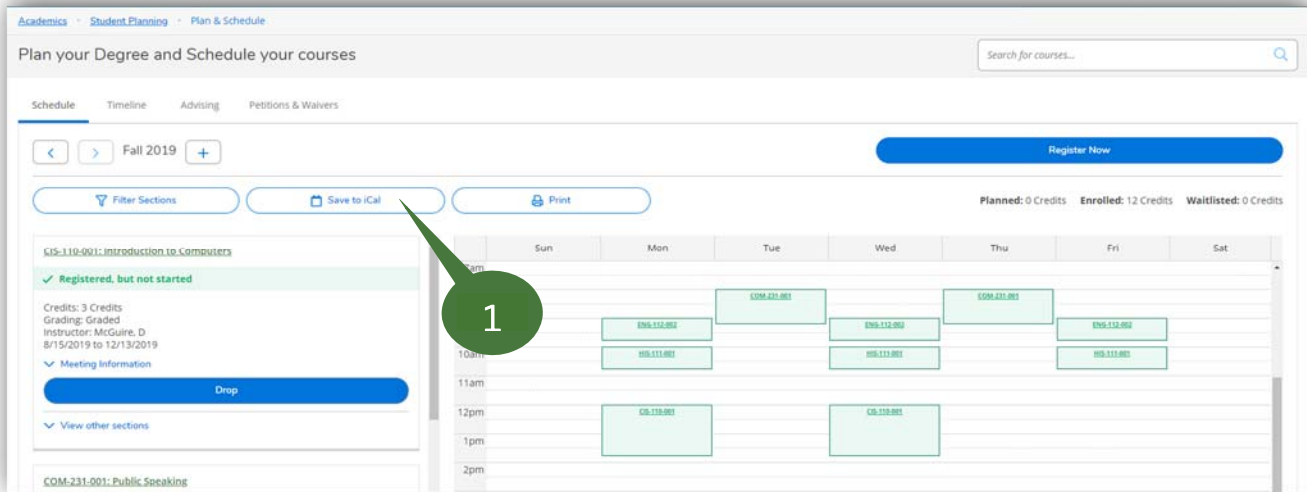 Academics · Student Planning · Plan & Schedule
Plan your Degree and Schedule your courses
Search for courses...
Schedule Timeline Advising Petitions & Waivers
< > Fall 2019 +
Register Now
Filter Sections Save to iCal Print
Planned: 0 Credits Enrolled: 12 Credits Waitlisted: 0 Credits
CIS-110-001: Introduction to Computers
Registered, but not started
Credits: 3 Credits
Grading: Graded
Instructor: McGuire, D
8/15/2019 to 12/13/2019
Meeting Information
Drop
View other sections
COM-231-001: Public Speaking
1
Sun Mon Tue Wed Thu Fri Sat
COM-231-001 COM-231-001
ENG-112-002 ENG-112-002 ENG-112-002
10am HIS-111-001 HIS-111-001 HIS-111-001
11am
12pm CIS-110-001 CIS-110-001
1pm
2pm